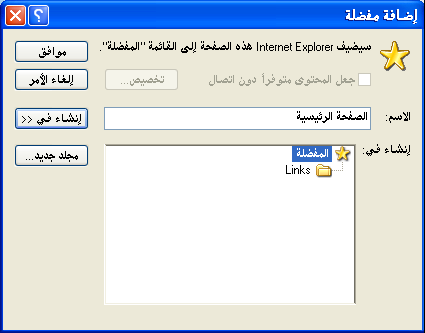 إضافة مفضلة
سيضيف Internet Explorer هذه الصفحة إلى القائمة "المفضلة".
موافق
جعل المحتوى متوفراً دون اتصال
تخصيص...
إلغاء الأمر
الاسم:
الصفحة الرئيسية
إنشاء في <<
إنشاء في:
المفضلة
Links
مجلد جديد...